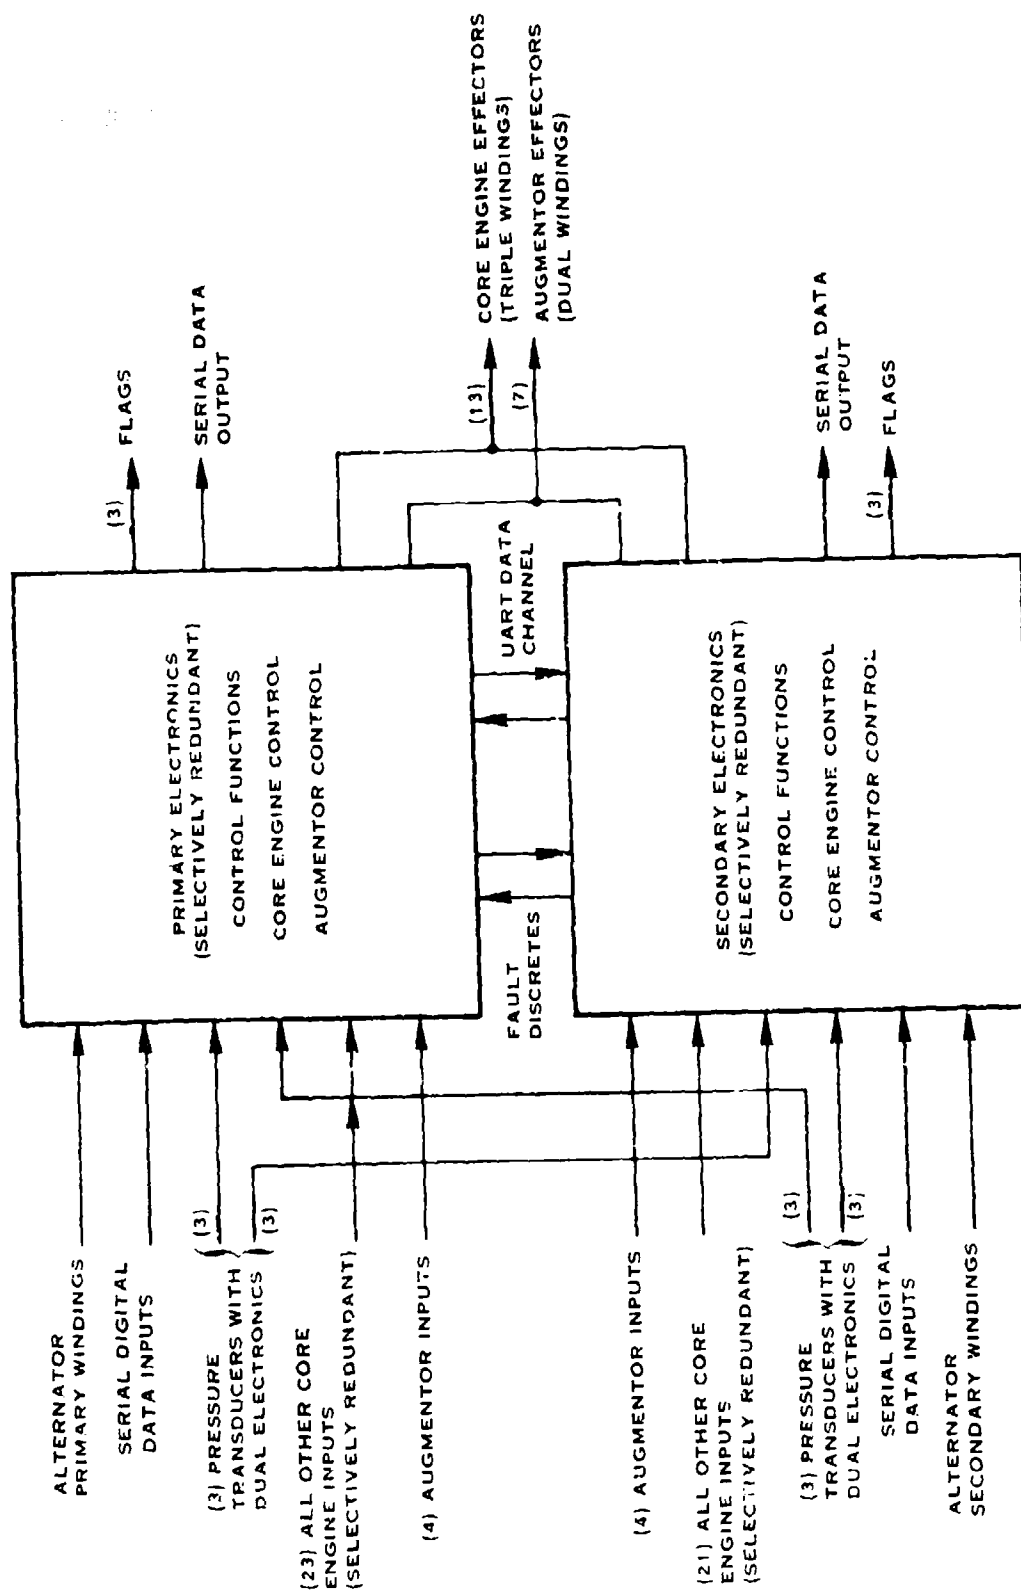 ALTERNATOR
PRIMARY WINDINGS
SERIAL DIGITAL
DATA INPUTS
(3) PRESSURE
TRANSDUCERS WITH
DUAL ELECTRONICS
(3)
(3)
(23) ALL OTHER CORE
ENGINE INPUTS
(SELECTIVELY REDUNDANT)
(4) AUGMENTOR INPUTS
PRIMARY ELECTRONICS
(SELECTIVELY REDUNDANT)
CONTROL FUNCTIONS
CORE ENGINE CONTROL
AUGMENTOR CONTROL
(3)
FLAGS
SERIAL DATA
OUTPUT
FAULT
DISCRETES
UART DATA
CHANNEL
(13)
CORE ENGINE EFFECTORS
(TRIPLE WINDINGS)
(7)
AUGMENTOR EFFECTORS
(DUAL WINDINGS)
(4) AUGMENTOR INPUTS
(21) ALL OTHER CORE
ENGINE INPUTS
(SELECTIVELY REDUNDANT)
(3) PRESSURE
TRANSDUCERS WITH
DUAL ELECTRONICS
(3)
(3)
SERIAL DIGITAL
DATA INPUTS
ALTERNATOR
SECONDARY WINDINGS
SECONDARY ELECTRONICS
(SELECTIVELY REDUNDANT)
CONTROL FUNCTIONS
CORE ENGINE CONTROL
AUGMENTOR CONTROL
SERIAL DATA
OUTPUT
(3)
FLAGS